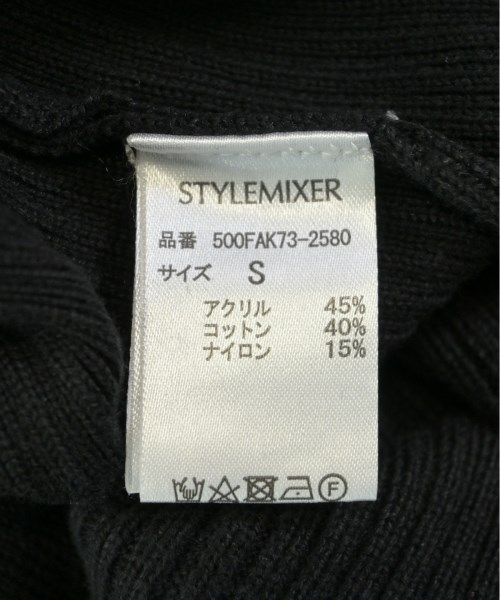 STYLEMIXER
品番 500FAK73-2580
サイズ S
アクリル 45%
コットン 40%
ナイロン 15%
F